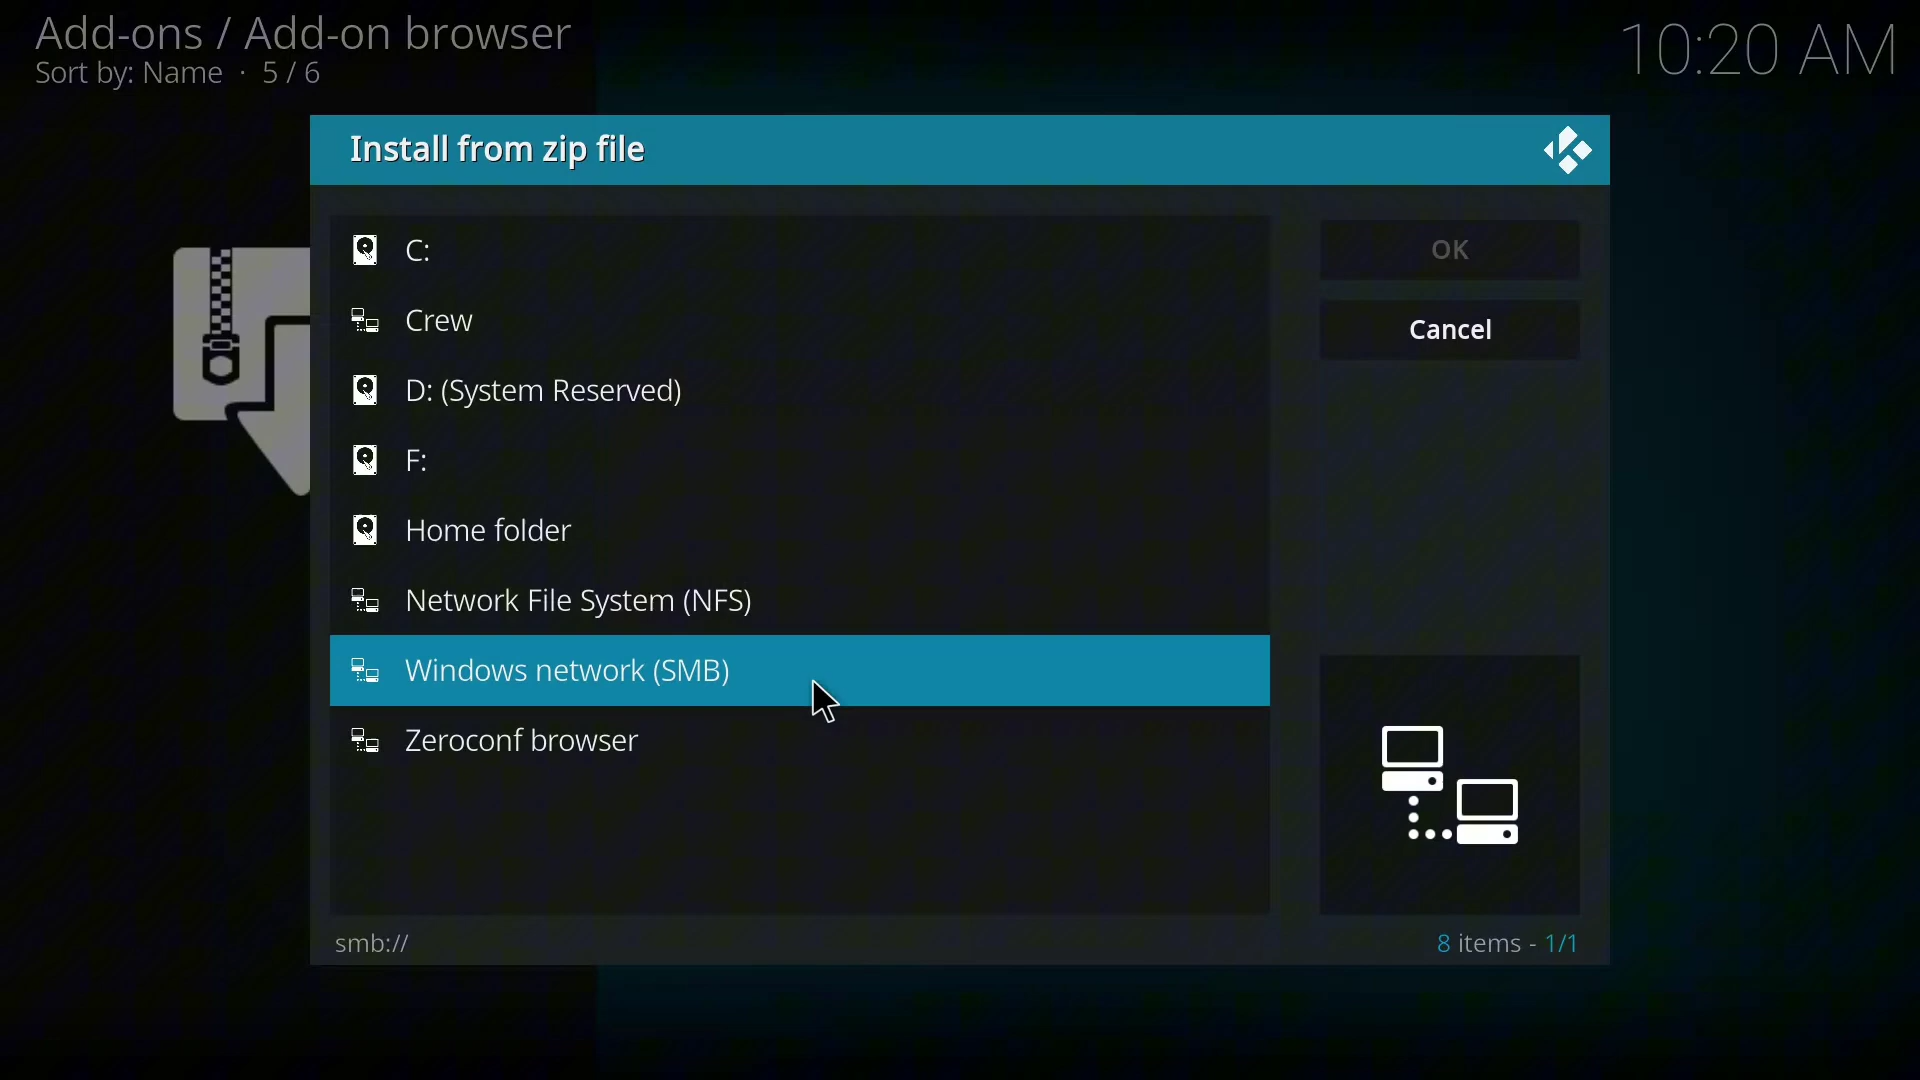 Add-ons / Add-on browser
Sort by: Name · 5 / 6
10:20 AM
Install from zip file
C:
Crew
D: (System Reserved)
F:
Home folder
Network File System (NFS)
Windows network (SMB)
Zeroconf browser
OK
Cancel
smb://
8 items - 1/1